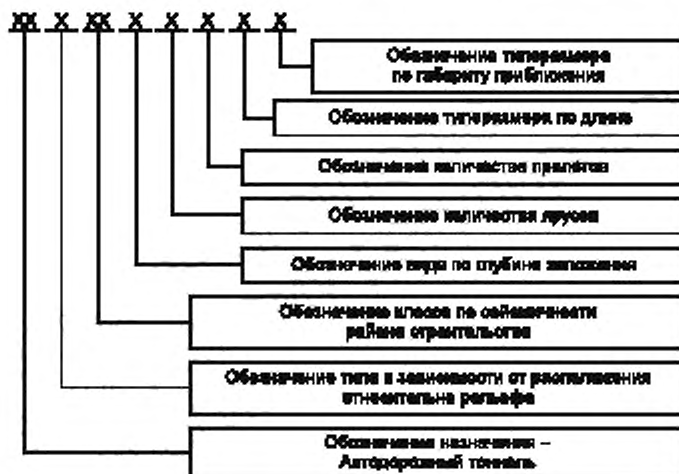 XX X XX X X X X X
Обозначение типоразмера
по габариту приближения
Обозначение типоразмера по длине
Обозначение количества пролетов
Обозначение количества ярусов
Обозначение вида по глубине заложения
Обозначение класса по сейсмичности
района строительства
Обозначение типа в зависимости от расположения
относительно рельефа
Обозначение назначения –
Автодорожный тоннель